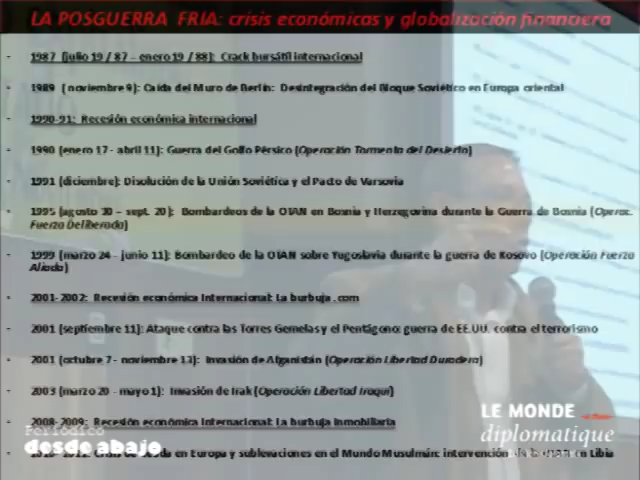 LA POSGUERRA FRIA: crisis económicas y globalización financiera
- 1987 (julio 19 / 87 – enero 19 / 88): Crack bursátil internacional
- 1989 ( noviembre 9): Caída del Muro de Berlín: Desintegración del Bloque Soviético en Europa oriental
- 1990-91: Recesión económica internacional
- 1990 (enero 17 - abril 11): Guerra del Golfo Pérsico (Operación Tormenta del Desierto)
- 1991 (diciembre): Disolución de la Unión Soviética y el Pacto de Varsovia
- 1995 (agosto 30 – sept. 20): Bombardeos de la OTAN en Bosnia y Herzegovina durante la Guerra de Bosnia (Operac.
Fuerza Deliberada)
- 1999 (marzo 24 - junio 11): Bombardeo de la OTAN sobre Yugoslavia durante la guerra de Kosovo (Operación Fuerza
Aliada)
- 2001-2002: Recesión económica Internacional: La burbuja .com
- 2001 (septiembre 11): Ataque contra las Torres Gemelas y el Pentágono: guerra de EE.UU. contra el terrorismo
- 2001 (octubre 7 - noviembre 13): Invasión de Afganistán (Operación Libertad Duradera)
- 2003 (marzo 20 - mayo 1): Invasión de Irak (Operación Libertad Iraquí)
- 2008-2009: Recesión económica Internacional: La burbuja inmobiliaria
- en Europa y sublevaciones en el Mundo Musulmán: intervención de la en Libia
Periódico
desde abajo
LE MONDE
diplomatique